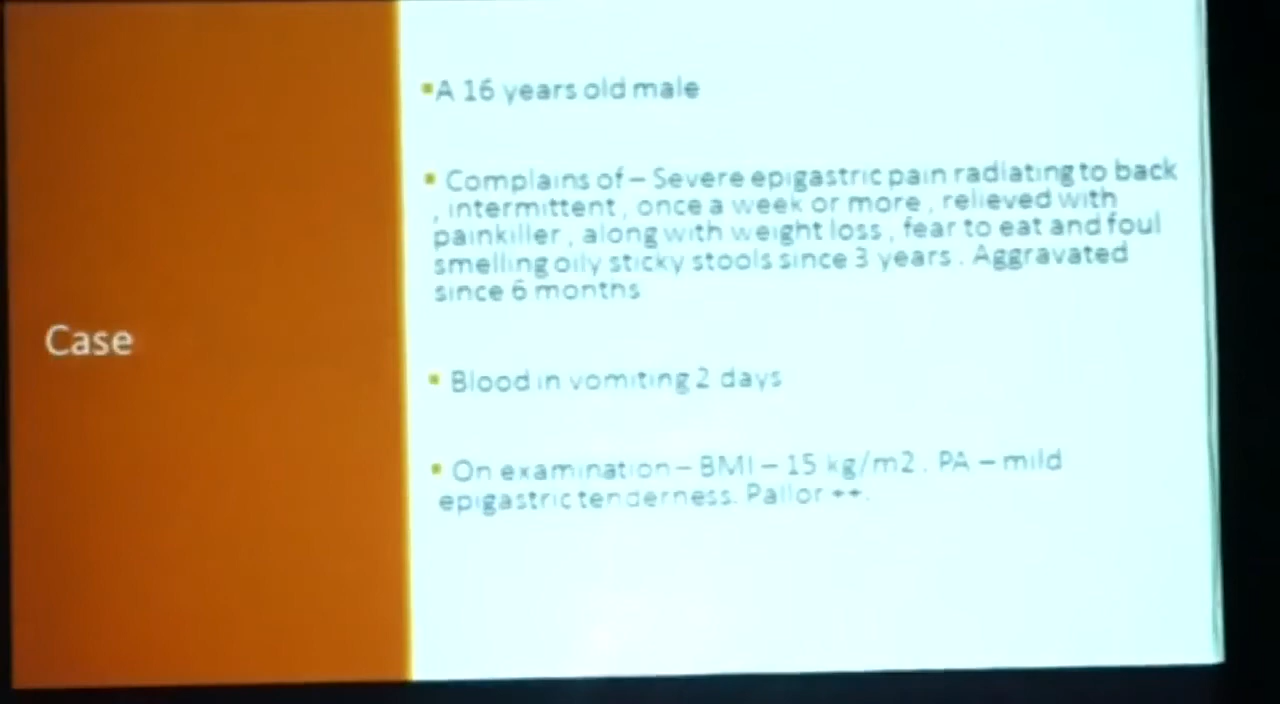 Case
A 16 years old male
Complains of – Severe epigastric pain radiating to back
, intermittent, once a week or more, relieved with
painkiller, along with weight loss, fear to eat and foul
smelling oily sticky stools since 3 years. Aggravated
since 6 months
Blood in vomiting 2 days
On examination – BMI – 15 kg/m2. PA – mild
epigastric tenderness. Pallor ++.